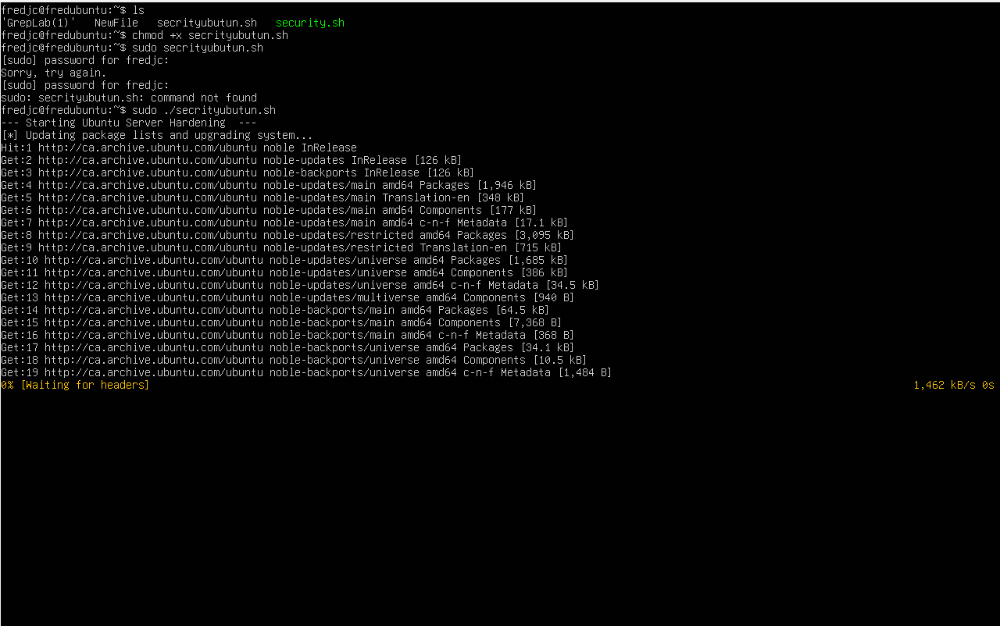 fredjc@fredubuntu:~$ ls
'GrepLab(1)'   NewFile   secrityubutun.sh   security.sh
fredjc@fredubuntu:~$ chmod +x secrityubutun.sh
fredjc@fredubuntu:~$ sudo secrityubutun.sh
[sudo] password for fredjc:
Sorry, try again.
[sudo] password for fredjc:
sudo: secrityubutun.sh: command not found
fredjc@fredubuntu:~$ sudo ./secrityubutun.sh
--- Starting Ubuntu Server Hardening  ---
[*] Updating package lists and upgrading system...
Hit:1 http://ca.archive.ubuntu.com/ubuntu noble InRelease
Get:2 http://ca.archive.ubuntu.com/ubuntu noble-updates InRelease [126 kB]
Get:3 http://ca.archive.ubuntu.com/ubuntu noble-backports InRelease [126 kB]
Get:4 http://ca.archive.ubuntu.com/ubuntu noble-updates/main amd64 Packages [1,946 kB]
Get:5 http://ca.archive.ubuntu.com/ubuntu noble-updates/main Translation-en [348 kB]
Get:6 http://ca.archive.ubuntu.com/ubuntu noble-updates/main amd64 Components [177 kB]
Get:7 http://ca.archive.ubuntu.com/ubuntu noble-updates/main amd64 c-n-f Metadata [17.1 kB]
Get:8 http://ca.archive.ubuntu.com/ubuntu noble-updates/restricted amd64 Packages [3,095 kB]
Get:9 http://ca.archive.ubuntu.com/ubuntu noble-updates/restricted Translation-en [715 kB]
Get:10 http://ca.archive.ubuntu.com/ubuntu noble-updates/universe amd64 Packages [1,685 kB]
Get:11 http://ca.archive.ubuntu.com/ubuntu noble-updates/universe amd64 Components [386 kB]
Get:12 http://ca.archive.ubuntu.com/ubuntu noble-updates/universe amd64 c-n-f Metadata [34.5 kB]
Get:13 http://ca.archive.ubuntu.com/ubuntu noble-updates/multiverse amd64 Components [940 B]
Get:14 http://ca.archive.ubuntu.com/ubuntu noble-backports/main amd64 Packages [64.5 kB]
Get:15 http://ca.archive.ubuntu.com/ubuntu noble-backports/main amd64 Components [7,368 B]
Get:16 http://ca.archive.ubuntu.com/ubuntu noble-backports/main amd64 c-n-f Metadata [368 B]
Get:17 http://ca.archive.ubuntu.com/ubuntu noble-backports/universe amd64 Packages [34.1 kB]
Get:18 http://ca.archive.ubuntu.com/ubuntu noble-backports/universe amd64 Components [10.5 kB]
Get:19 http://ca.archive.ubuntu.com/ubuntu noble-backports/universe amd64 c-n-f Metadata [1,484 B]
0% [Waiting for headers] 1,462 kB/s 0s